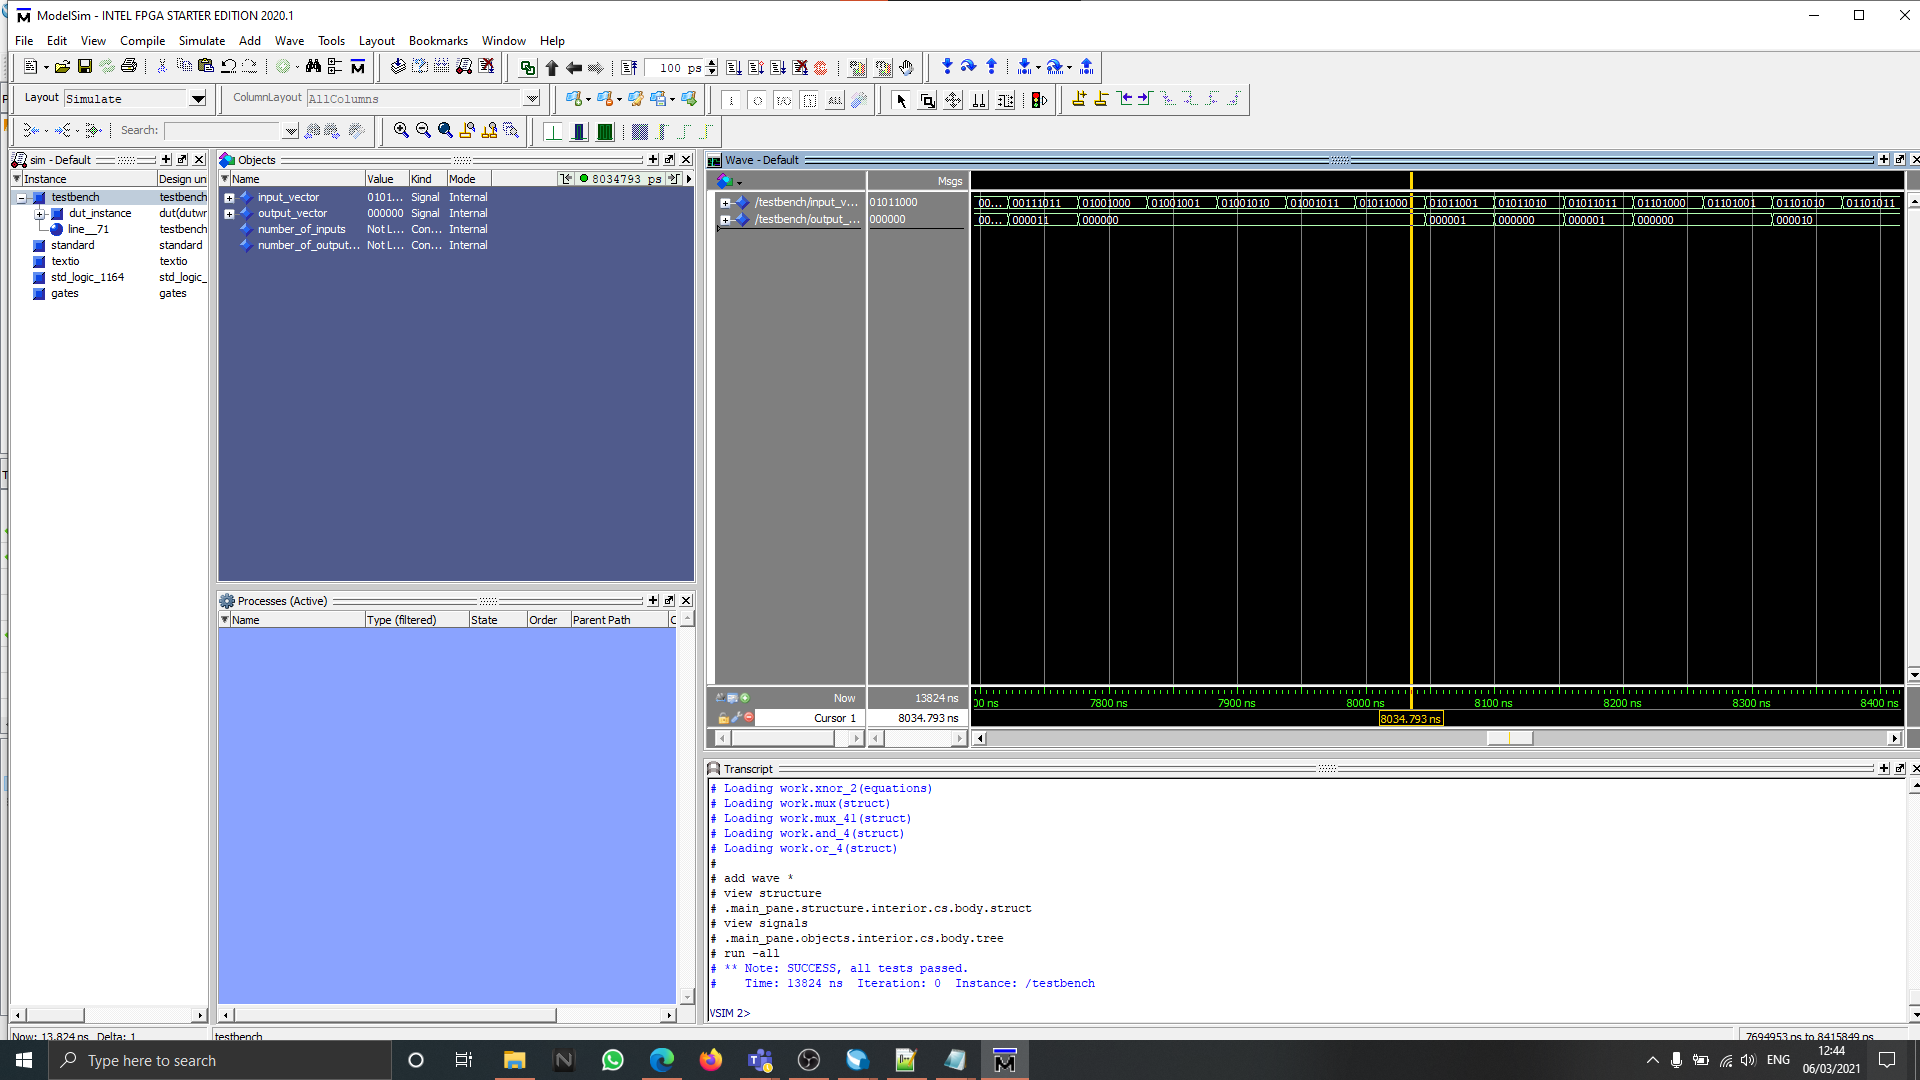 ModelSim - INTEL FPGA STARTER EDITION 2020.1
File Edit View Compile Simulate Add Wave Tools Layout Bookmarks Window Help
100 ps
Layout Simulate ColumnLayout AllColumns
Search:
sim - Default
Instance Design un
testbench testbench
dut_instance dut(dutwr
line__71 testbench
standard standard
textio textio
std_logic_1164 std_logic_
gates gates
Objects
Name Value Kind Mode 8034793 ps
input_vector 0101... Signal Internal
output_vector 000000 Signal Internal
number_of_inputs Not L... Con... Internal
number_of_output... Not L... Con... Internal
Processes (Active)
Name Type (filtered) State Order Parent Path
Wave - Default
Msgs
/testbench/input_v... 01011000 00... 00111011 01001000 01001001 01001010 01001011 01011000 01011001 01011010 01011011 01101000 01101001 01101010 01101011
/testbench/output_... 000000 00... 000011 000000 000001 000000 000001 000000 000010
Now 13824 ns 00 ns 7800 ns 7900 ns 8000 ns 8100 ns 8200 ns 8300 ns 8400 ns
Cursor 1 8034.793 ns 8034.793 ns
Transcript
# Loading work.xnor_2(equations)
# Loading work.mux(struct)
# Loading work.mux_41(struct)
# Loading work.and_4(struct)
# Loading work.or_4(struct)
#
# add wave *
# view structure
# .main_pane.structure.interior.cs.body.struct
# view signals
# .main_pane.objects.interior.cs.body.tree
# run -all
# ** Note: SUCCESS, all tests passed.
#    Time: 13824 ns  Iteration: 0  Instance: /testbench
VSIM 2>
Now: 13,824 ns Delta: 1 testbench 7694953 ns to 8415849 ns
Type here to search
ENG
12:44
06/03/2021